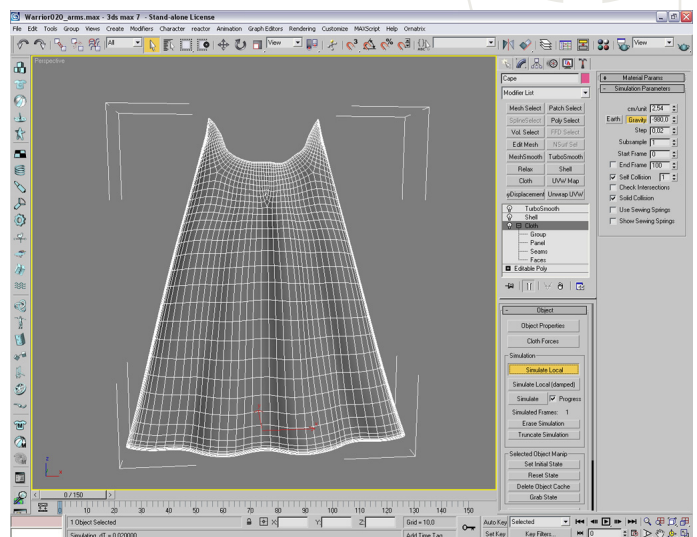 Warrior020_arms.max - 3ds max 7 - Stand-alone License
File Edit Tools Group Views Create Modifiers Character reactor Animation Graph Editors Rendering Customize MAXScript Help Ornatrix
All
View
View
Perspective
Cape
Modifier List
Mesh Select Patch Select
SplineSelect Poly Select
Vol. Select FFD Select
Edit Mesh NSurf Sel
MeshSmooth TurboSmooth
Relax Shell
Cloth UVW Map
Displacement Unwrap UVW
TurboSmooth
Shell
Cloth
Group
Panel
Seams
Faces
Editable Poly
+ Material Params
- Simulation Parameters
cm/unit 2,54
Earth Gravity -980,0
Step 0,02
Subsample 1
Start Frame 0
End Frame 100
Self Collision 1
Check Intersections
Solid Collision
Use Sewing Springs
Show Sewing Springs
- Object
Object Properties
Cloth Forces
Simulation
Simulate Local
Simulate Local (damped)
Simulate Progress
Simulated Frames: 1
Erase Simulation
Truncate Simulation
Selected Object Manip
Set Initial State
Reset State
Delete Object Cache
Grab State
z
x
0 / 150
0 10 20 30 40 50 60 70 80 90 100 110 120 130 140 150
1 Object Selected X: Y: Z: Grid = 10,0 Auto Key Selected
Simulating, dT = 0.020000 Add Time Tag Set Key Key Filters... 0